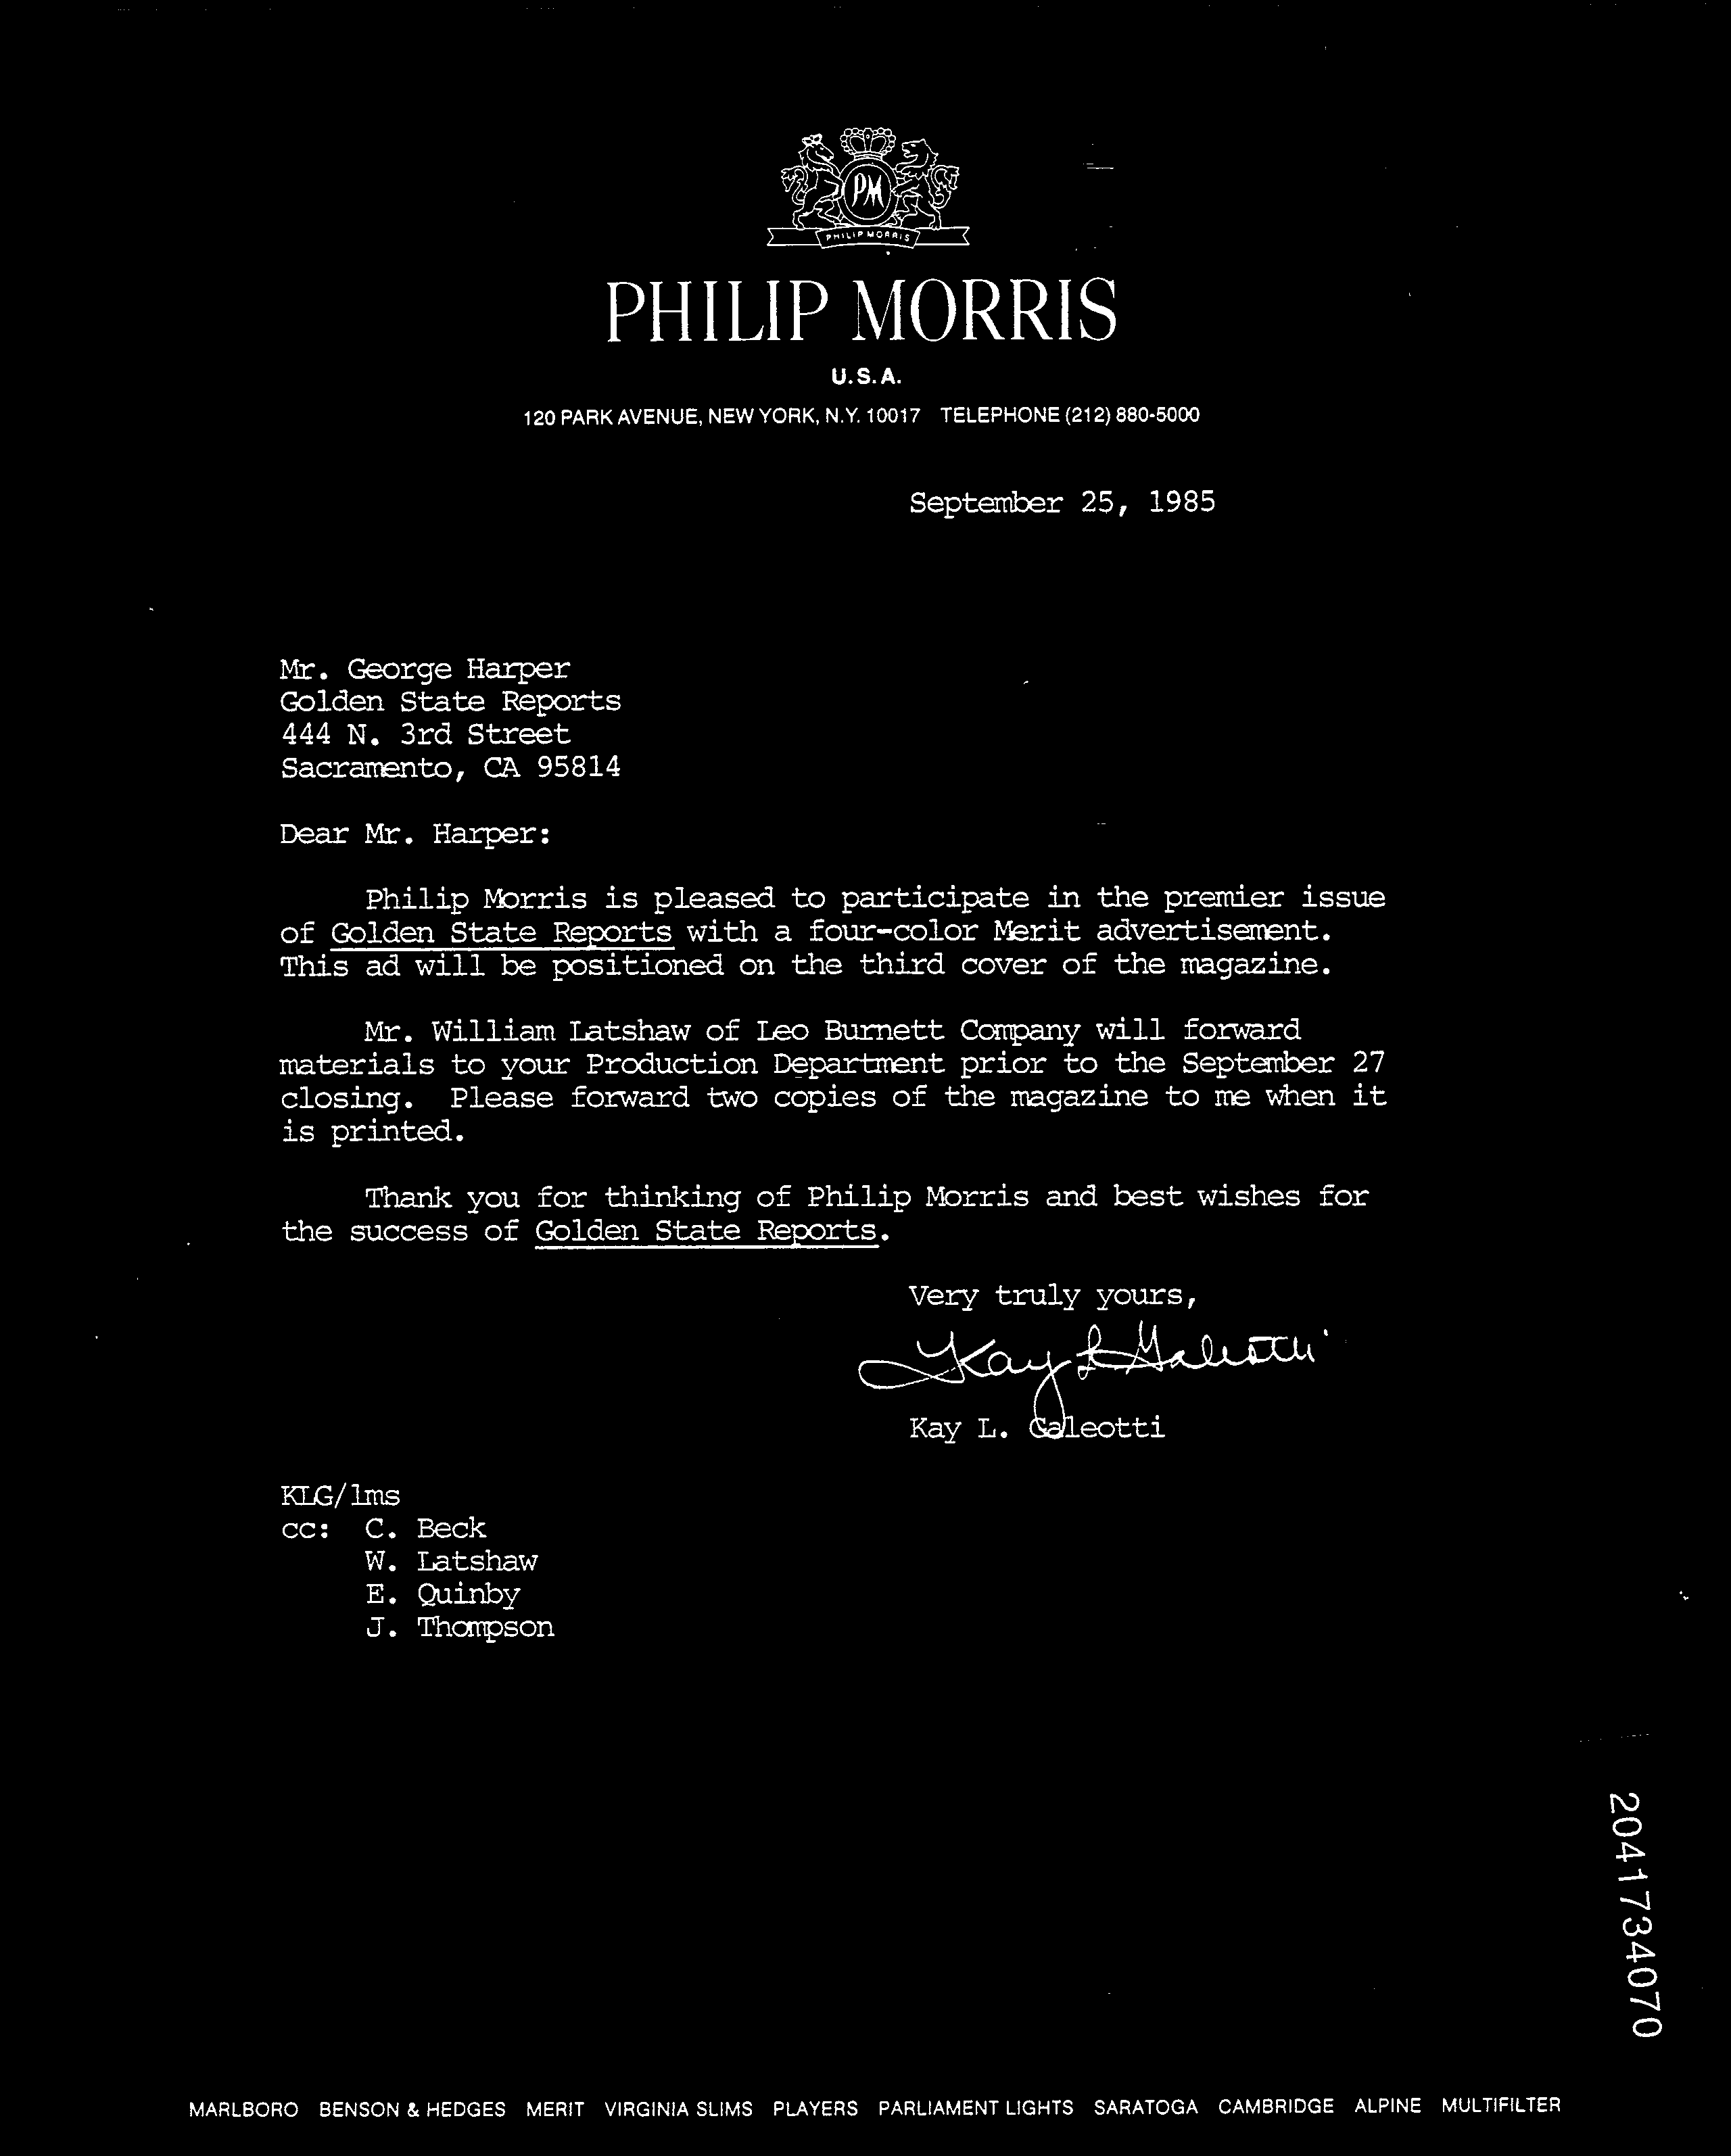 PM
PHILIP MORRIS
PHILIP MORRIS
U.S.A.
120 PARK AVENUE, NEW YORK, N.Y. 10017 TELEPHONE (212) 880-5000
September 25, 1985
Mr. George Harper
Golden State Reports
444 N. 3rd Street
Sacramento, CA 95814
Dear Mr. Harper:
Philip Morris is pleased to participate in the premier issue
of Golden State Reports with a four-color Merit advertisement.
This ad will be positioned on the third cover of the magazine.
Mr. William Latshaw of Leo Burnett Company will forward
materials to your Production Department prior to the September 27
closing. Please forward two copies of the magazine to me when it
is printed.
Thank you for thinking of Philip Morris and best wishes for
the success of Golden State Reports.
Very truly yours,
Kay L Galeotti
Kay L. Galeotti
KLG/lms
cc: C. Beck
W. Latshaw
E. Quinby
J. Thompson
2041734070
MARLBORO BENSON & HEDGES MERIT VIRGINIA SLIMS PLAYERS PARLIAMENT LIGHTS SARATOGA CAMBRIDGE ALPINE MULTIFILTER